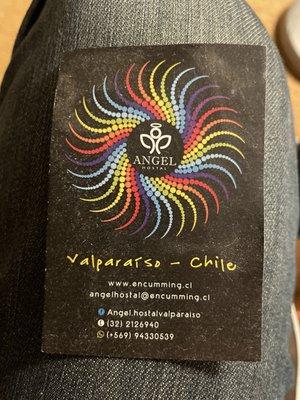 ANGEL
HOSTAL
Valparaíso - Chile
www.encumming.cl
angelhostal@encumming.cl
Angel.hostalvalparaiso
(32) 2126940
(+569) 94330539